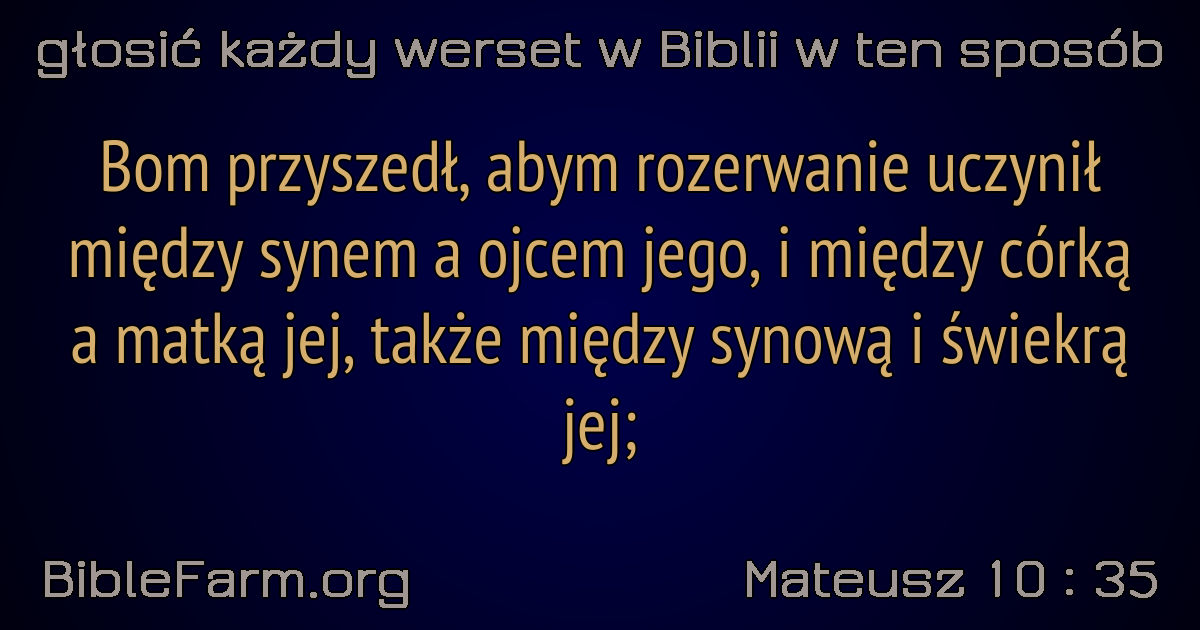 głosić każdy werset w Biblii w ten sposób
Bom przyszedł, abym rozerwanie uczynił
między synem a ojcem jego, i między córką
a matką jej, także między synową i świekrą
jej;
BibleFarm.org
Mateusz 10 : 35